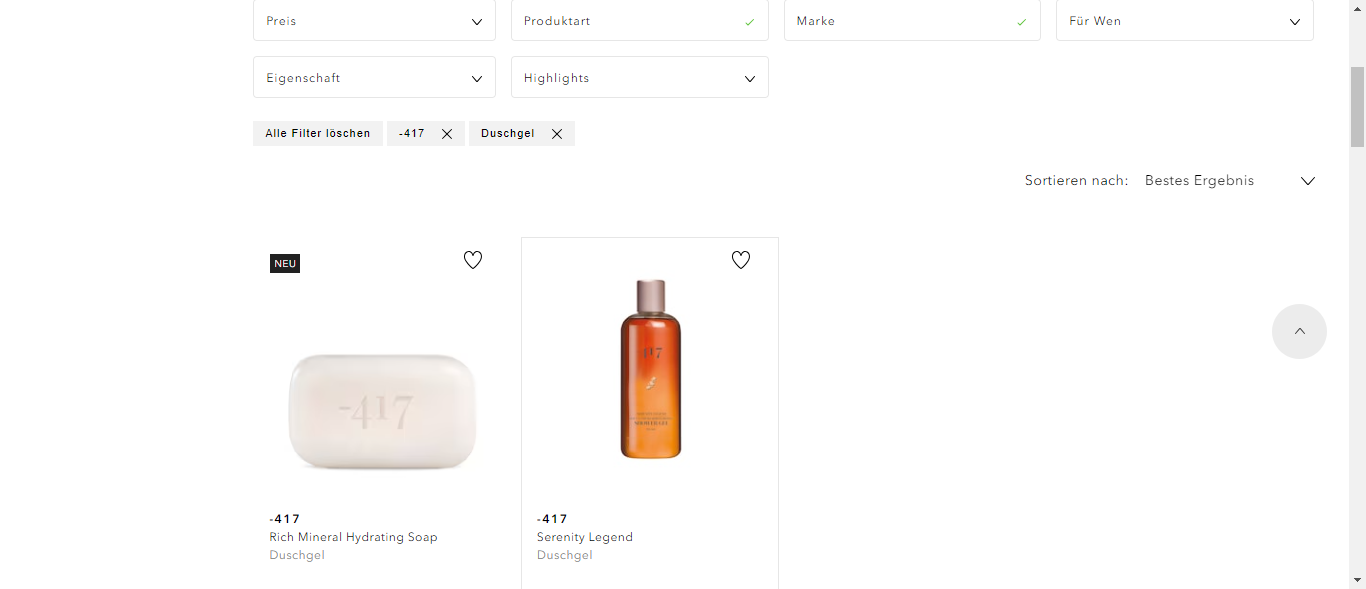 Preis
Produktart
Marke
Für Wen
Eigenschaft
Highlights
Alle Filter löschen
-417
Duschgel
Sortieren nach: Bestes Ergebnis
NEU
-417
-417
-417
Rich Mineral Hydrating Soap
Duschgel
-417
Serenity Legend
Duschgel